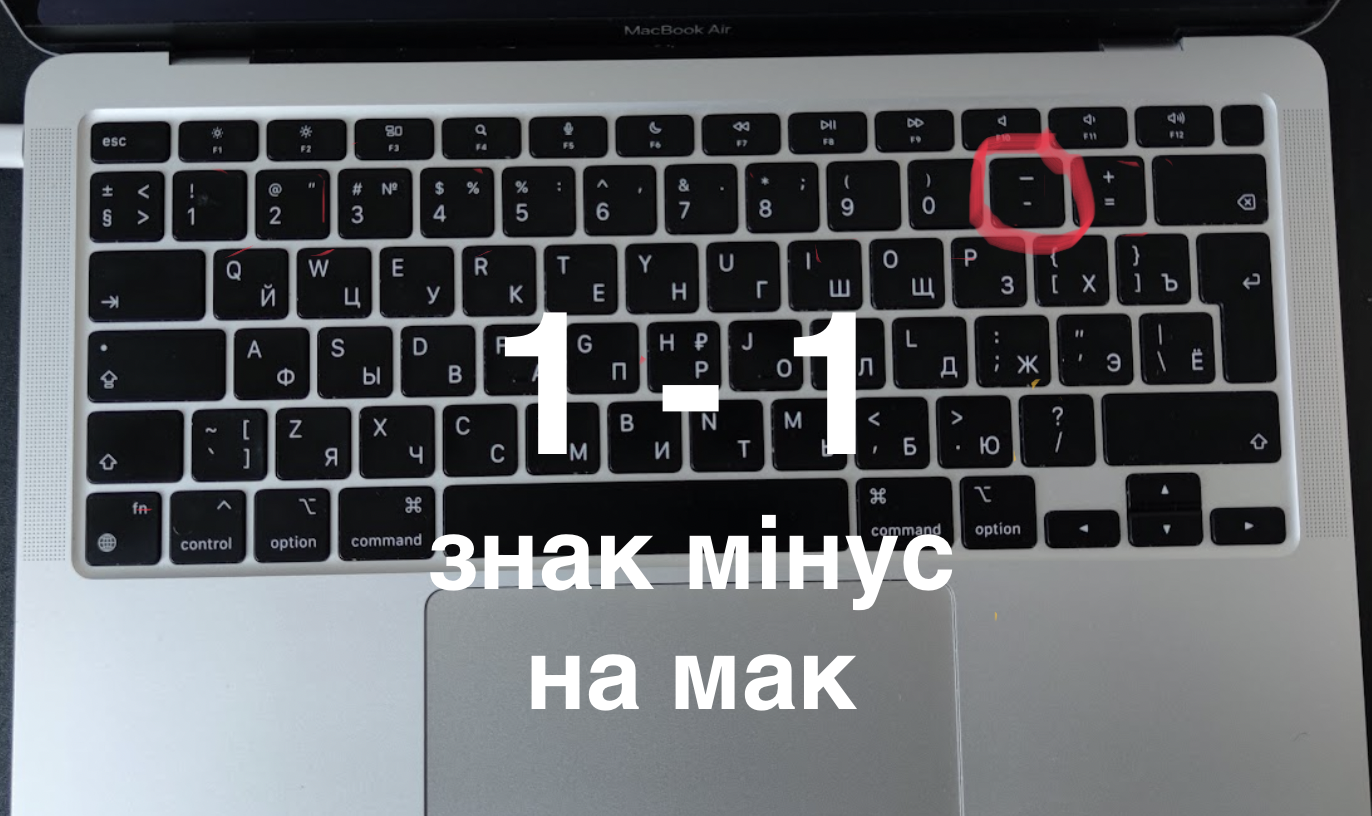 MacBook Air
esc F1 F2 F3 F4 F5 F6 F7 F8 F9 F10 F11 F12
± < § > ! 1 @ " 2 # № 3 $ % 4 % : 5 ^ , 6 & . 7 * ; 8 ( 9 ) 0 — - + =
Q Й W Ц E У R К T Е Y Н U Г I Ш O Щ P З { [ Х } ] Ъ
A Ф S Ы D В G П H ₽ Р J О Л L Д : ; Ж " ' Э | \ Ё
~ ` [ ] Z Я X Ч C С М B И N Т M < , Б > . Ю ? /
fn control option command command option
1 - 1
знак мінус
на мак